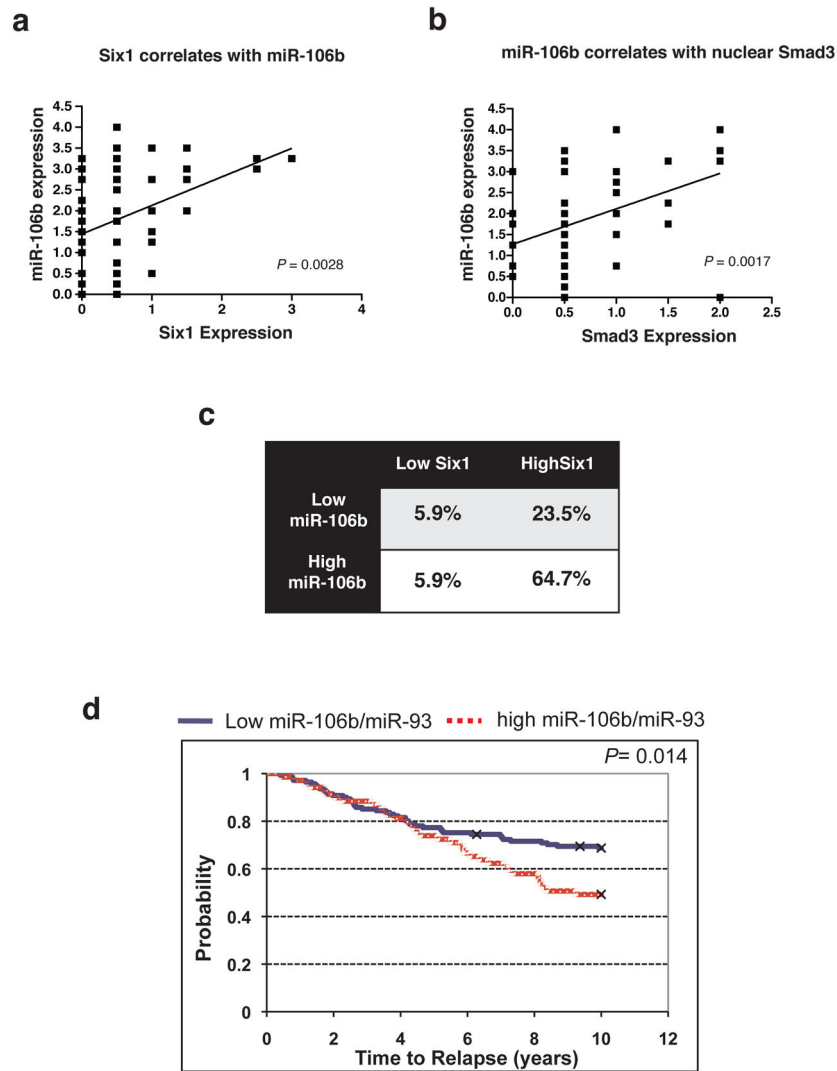 a
Six1 correlates with miR-106b
miR-106b expression
4.5
4.0
3.5
3.0
2.5
2.0
1.5
1.0
0.5
0.0
P = 0.0028
0 1 2 3 4
Six1 Expression
b
miR-106b correlates with nuclear Smad3
miR-106b expression
4.5
4.0
3.5
3.0
2.5
2.0
1.5
1.0
0.5
0.0
P = 0.0017
0.0 0.5 1.0 1.5 2.0 2.5
Smad3 Expression
c
Low Six1 HighSix1
Low
miR-106b
5.9% 23.5%
High
miR-106b
5.9% 64.7%
d
Low miR-106b/miR-93 high miR-106b/miR-93
P= 0.014
Probability
1
0.8
0.6
0.4
0.2
0
0 2 4 6 8 10 12
Time to Relapse (years)